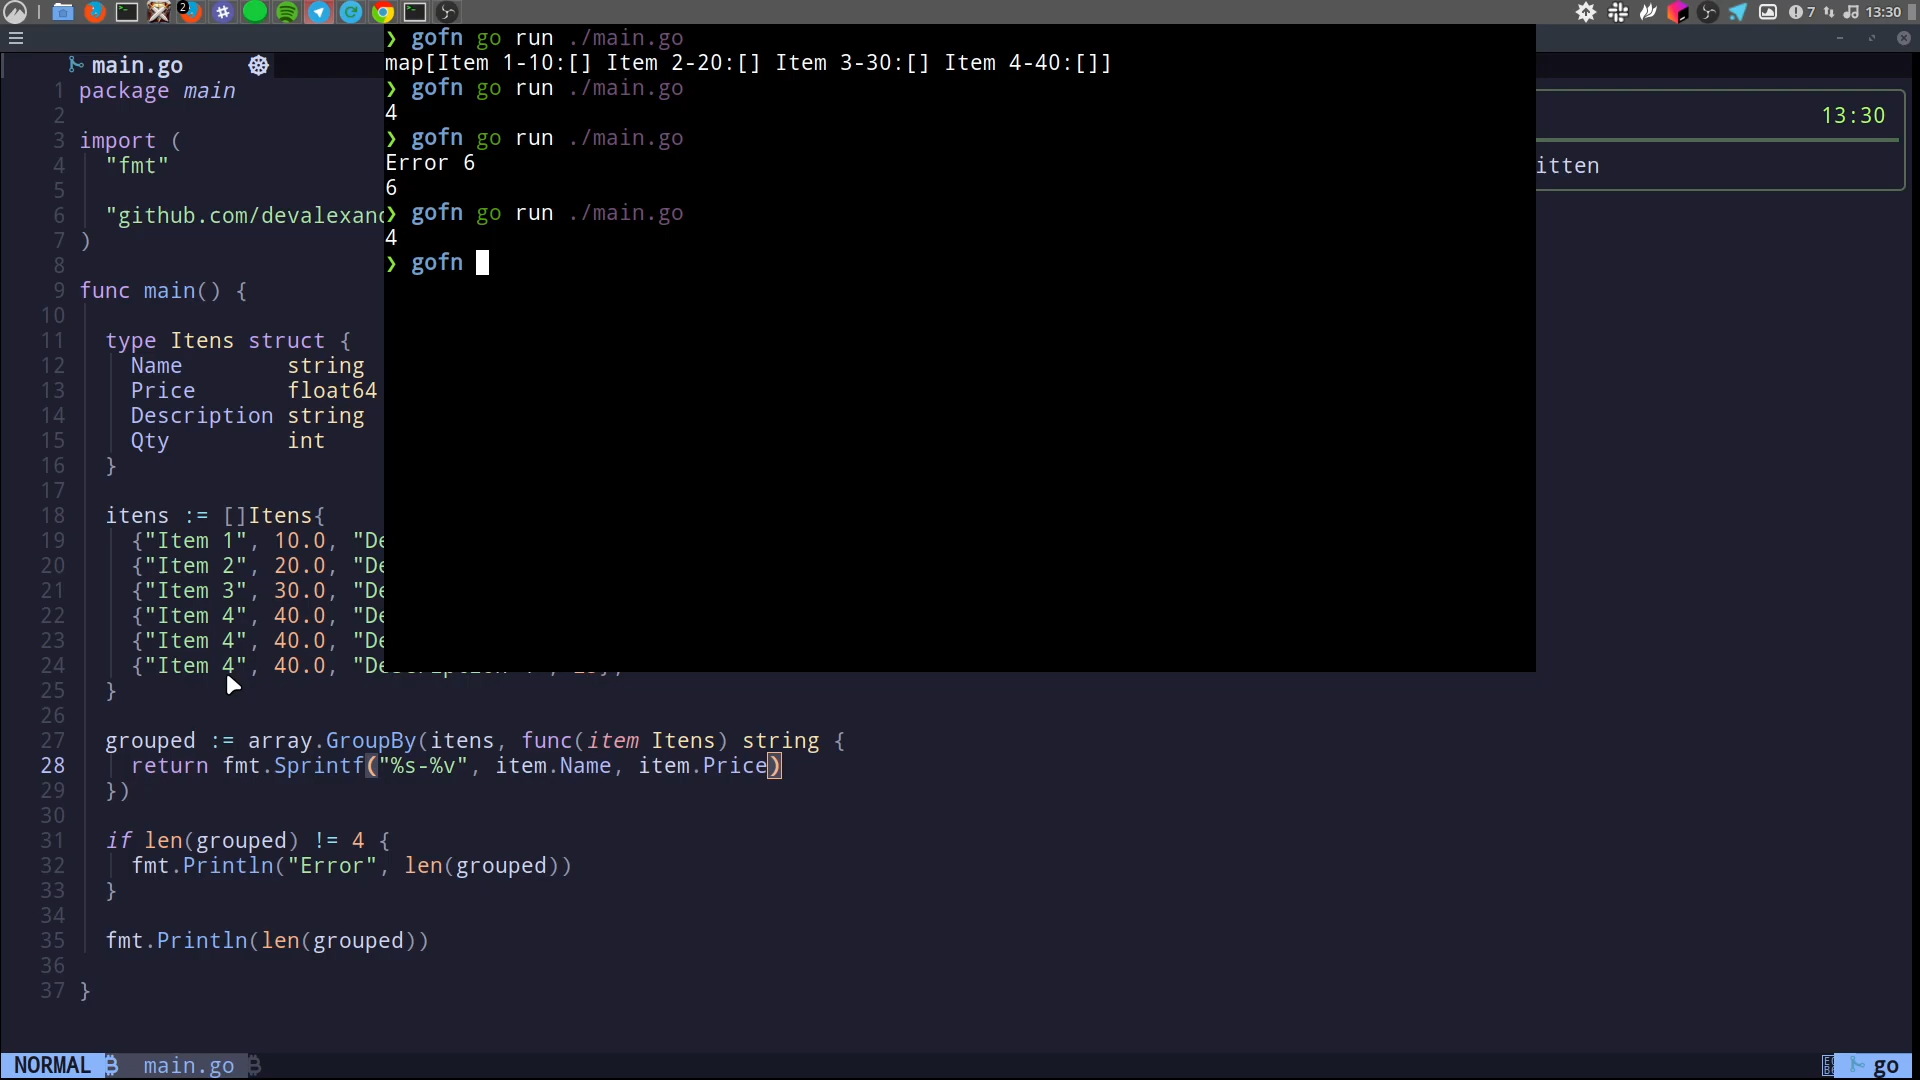 2
7
13:30
❯ gofn go run ./main.go
map[Item 1-10:[] Item 2-20:[] Item 3-30:[] Item 4-40:[]]
❯ gofn go run ./main.go
4
❯ gofn go run ./main.go
Error 6
6
❯ gofn go run ./main.go
4
❯ gofn
13:30
itten
main.go
1 package main
2
3 import (
4 "fmt"
5
6 "github.com/devalexand
7 )
8
9 func main() {
10
11 type Itens struct {
12 Name string
13 Price float64
14 Description string
15 Qty int
16 }
17
18 itens := []Itens{
19 {"Item 1", 10.0, "De
20 {"Item 2", 20.0, "De
21 {"Item 3", 30.0, "De
22 {"Item 4", 40.0, "De
23 {"Item 4", 40.0, "De
24 {"Item 4", 40.0, "De
25 }
26
27 grouped := array.GroupBy(itens, func(item Itens) string {
28 return fmt.Sprintf("%s-%v", item.Name, item.Price)
29 })
30
31 if len(grouped) != 4 {
32 fmt.Println("Error", len(grouped))
33 }
34
35 fmt.Println(len(grouped))
36
37 }
NORMAL main.go
go